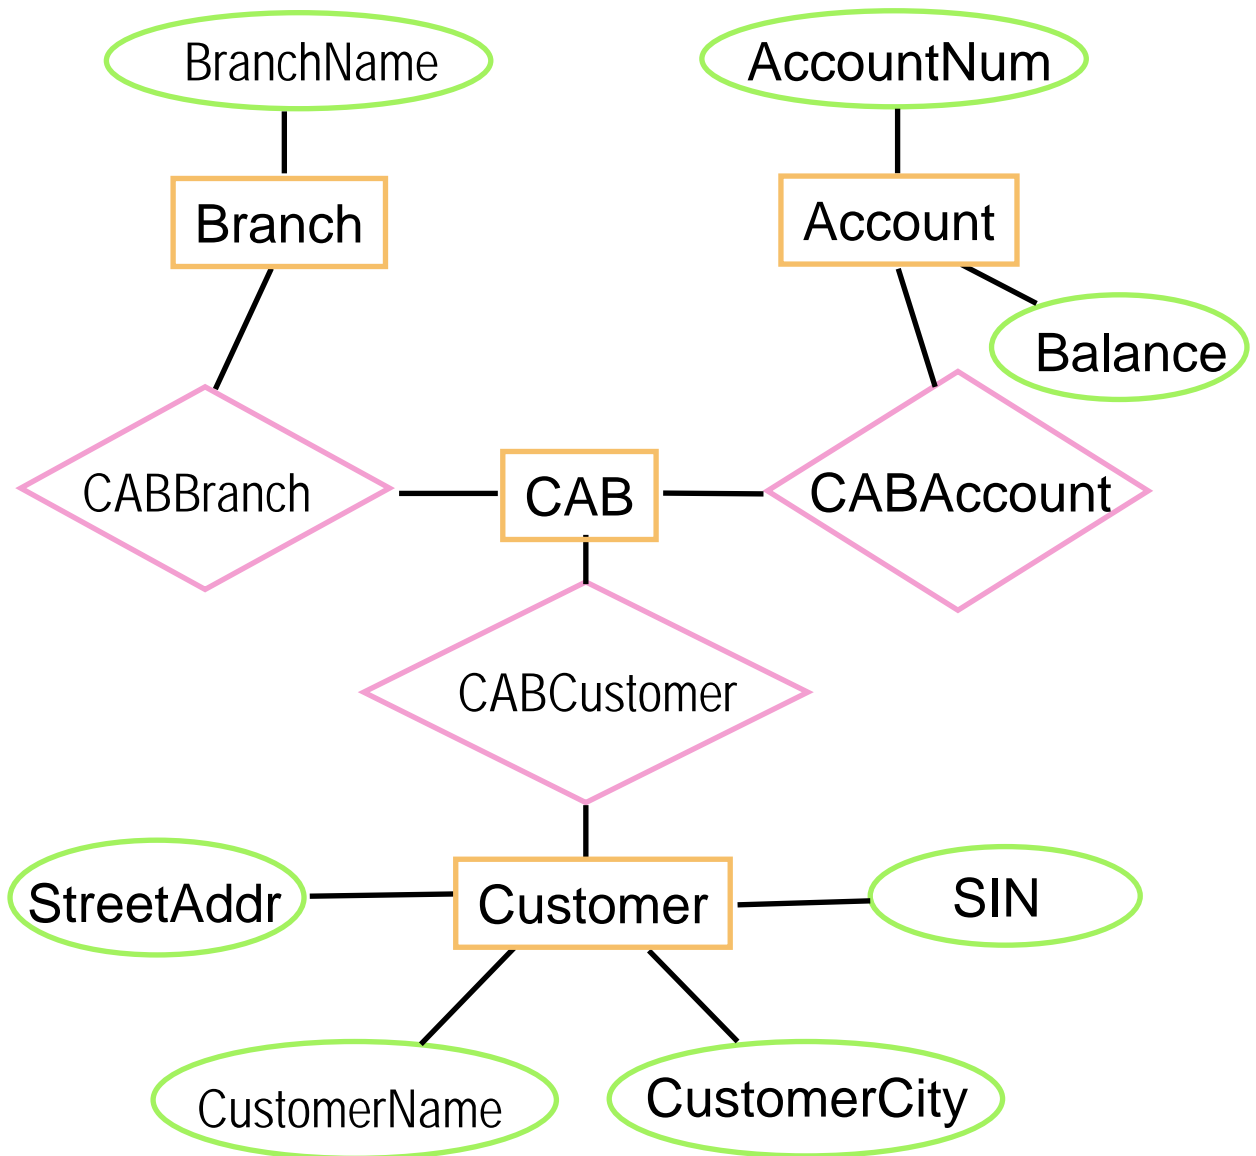 BranchName
AccountNum
Branch
Account
Balance
CABBranch
CAB
CABAccount
CABCustomer
StreetAddr
Customer
SIN
CustomerName
CustomerCity